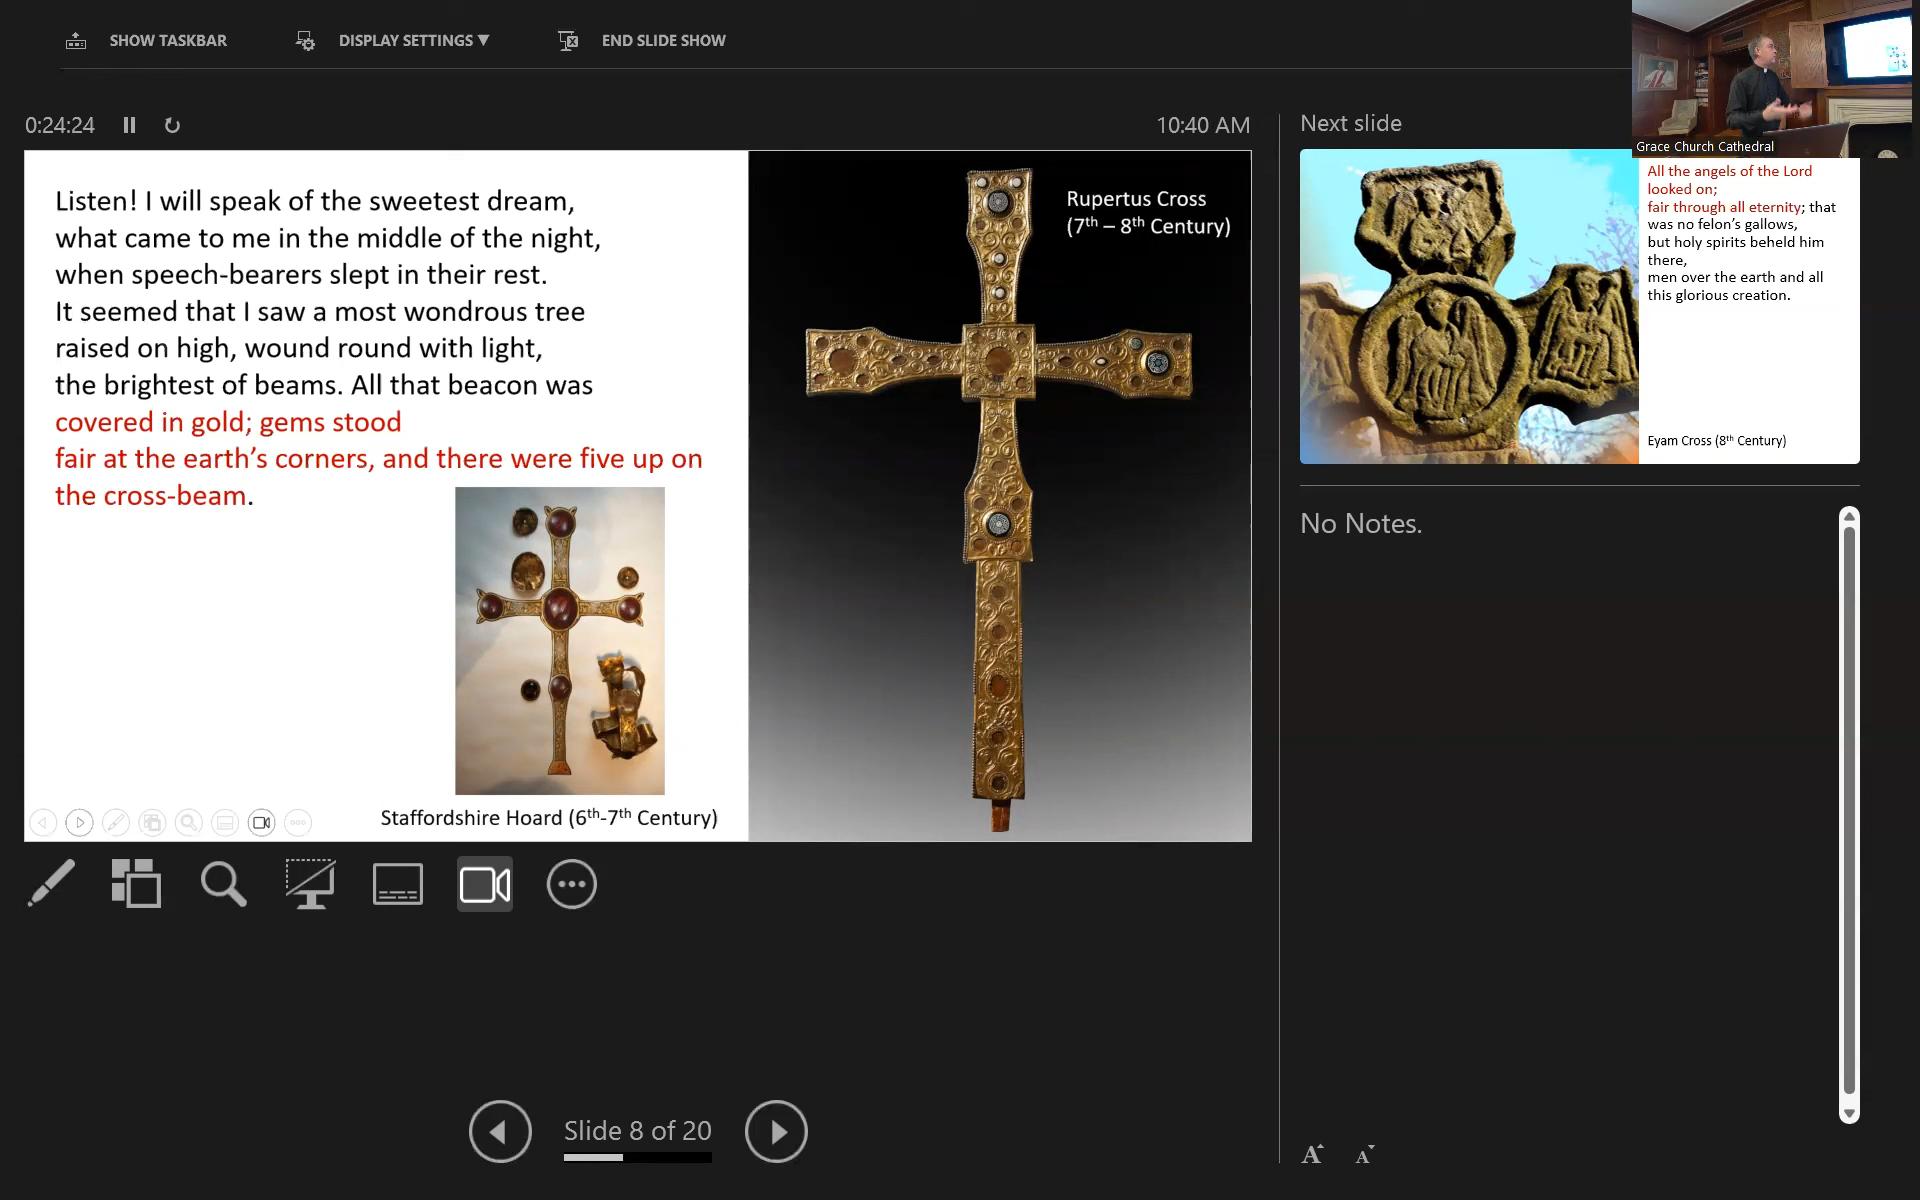 SHOW TASKBAR
DISPLAY SETTINGS ▼
END SLIDE SHOW
0:24:24
10:40 AM
Listen! I will speak of the sweetest dream,
what came to me in the middle of the night,
when speech-bearers slept in their rest.
It seemed that I saw a most wondrous tree
raised on high, wound round with light,
the brightest of beams. All that beacon was
covered in gold; gems stood
fair at the earth’s corners, and there were five up on
the cross-beam.
Staffordshire Hoard (6th-7th Century)
Rupertus Cross
(7th – 8th Century)
Slide 8 of 20
Next slide
Grace Church Cathedral
All the angels of the Lord
looked on;
fair through all eternity; that
was no felon’s gallows,
but holy spirits beheld him
there,
men over the earth and all
this glorious creation.
Eyam Cross (8th Century)
No Notes.
A
A